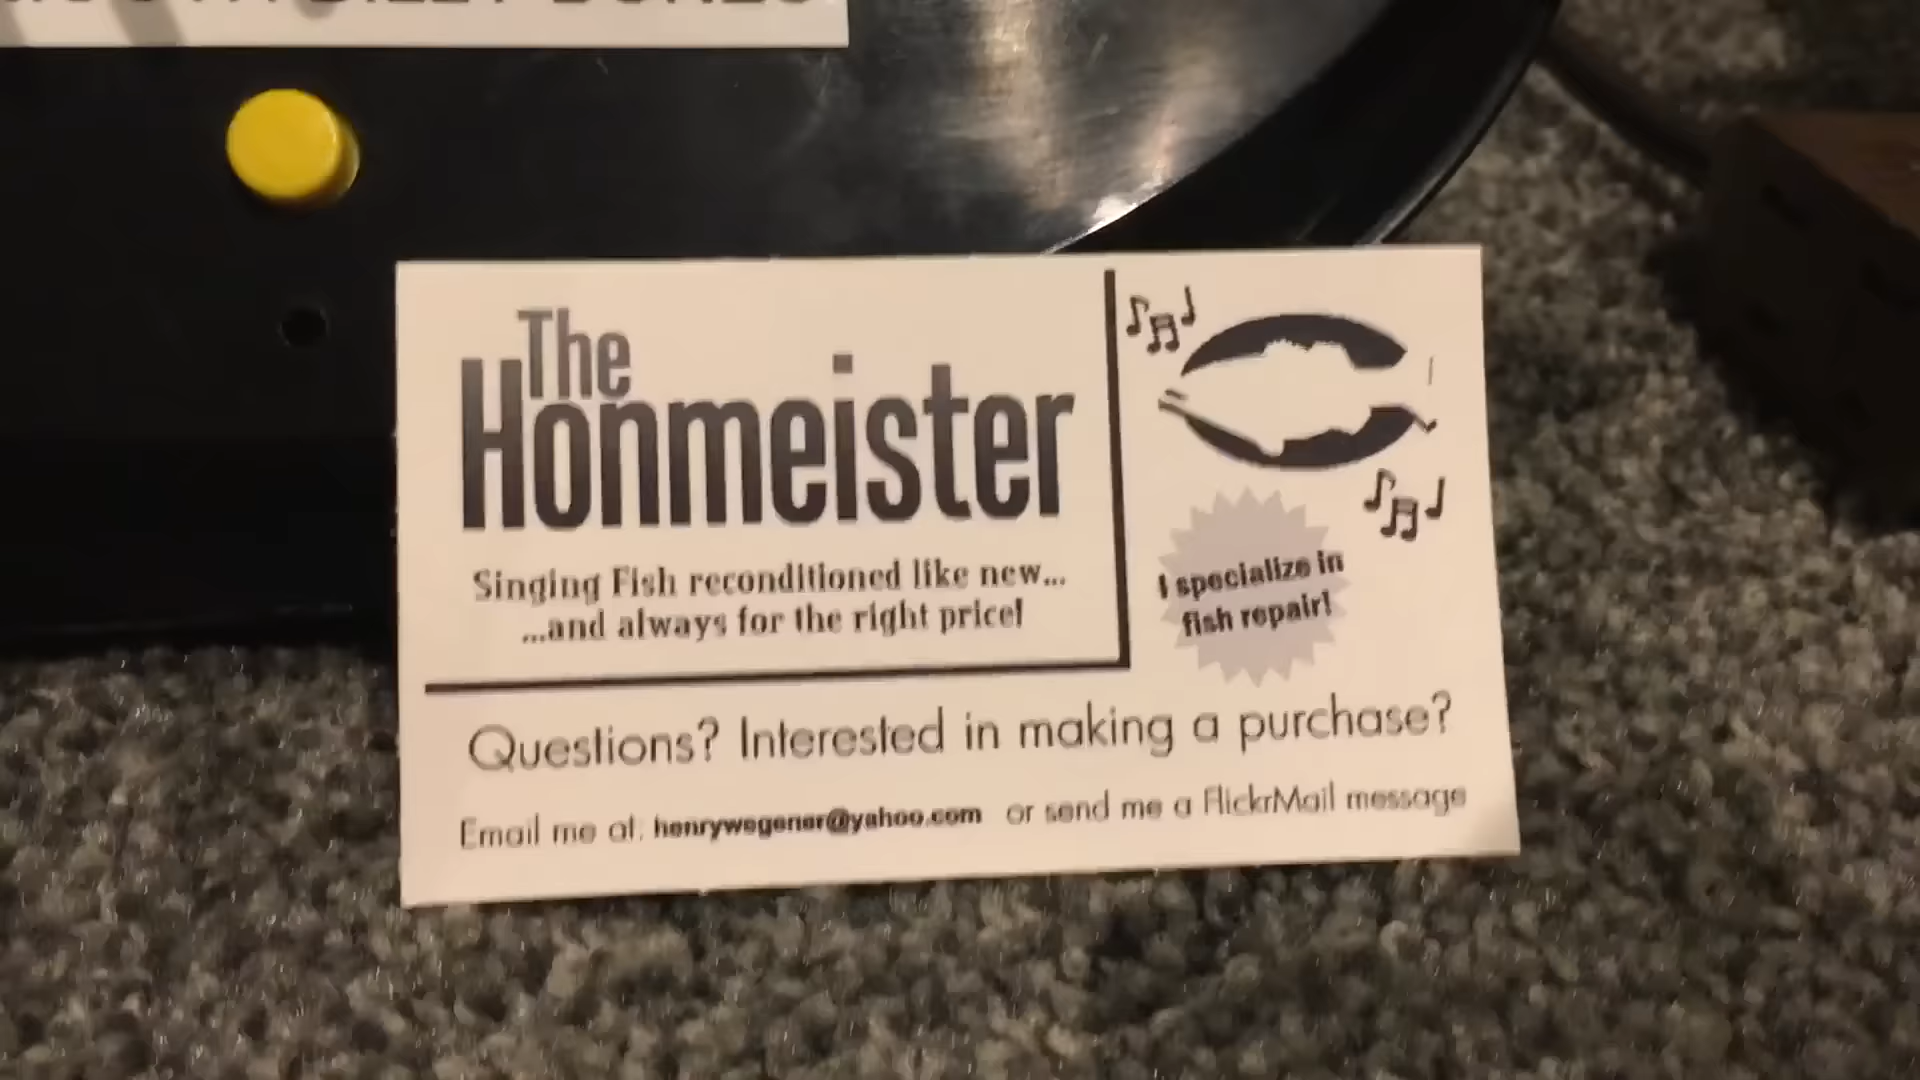 The
Honmeister
Singing Fish reconditioned like new...
...and always for the right price!
I specialize in
fish repair!
Questions? Interested in making a purchase?
Email me at: henrywegener@yahoo.com or send me a FlickrMail message